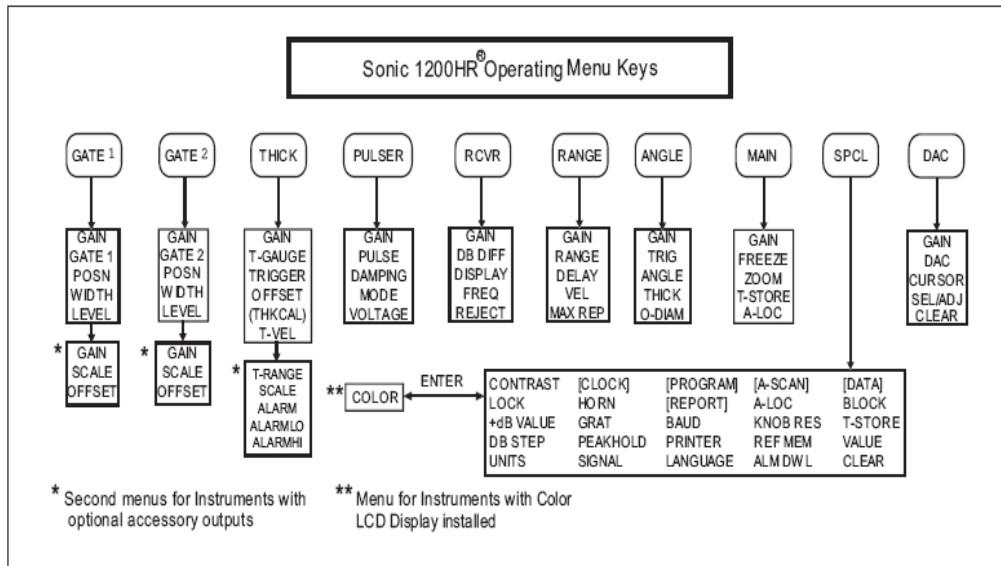 Sonic 1200HR® Operating Menu Keys
GATE 1
GATE 2
THICK
PULSER
RCVR
RANGE
ANGLE
MAIN
SPCL
DAC
GAIN
GATE 1
POSN
WIDTH
LEVEL
GAIN
GATE 2
POSN
WIDTH
LEVEL
GAIN
T-GAUGE
TRIGGER
OFFSET
(THKCAL)
T-VEL
GAIN
PULSE
DAMPING
MODE
VOLTAGE
GAIN
DB DIFF
DISPLAY
FREQ
REJECT
GAIN
RANGE
DELAY
VEL
MAX REP
GAIN
TRIG
ANGLE
THICK
O-DIAM
GAIN
FREEZE
ZOOM
T-STORE
A-LOC
GAIN
DAC
CURSOR
SEL/ADJ
CLEAR
* GAIN
SCALE
OFFSET
* GAIN
SCALE
OFFSET
* T-RANGE
SCALE
ALARM
ALARMLO
ALARMHI
** COLOR
ENTER
CONTRAST [CLOCK] [PROGRAM] [A-SCAN] [DATA]
LOCK HORN [REPORT] A-LOC BLOCK
+dB VALUE GRAT BAUD KNOB RES T-STORE
DB STEP PEAKHOLD PRINTER REF MEM VALUE
UNITS SIGNAL LANGUAGE ALM DWL CLEAR
* Second menus for Instruments with
optional accessory outputs
** Menu for Instruments with Color
LCD Display installed